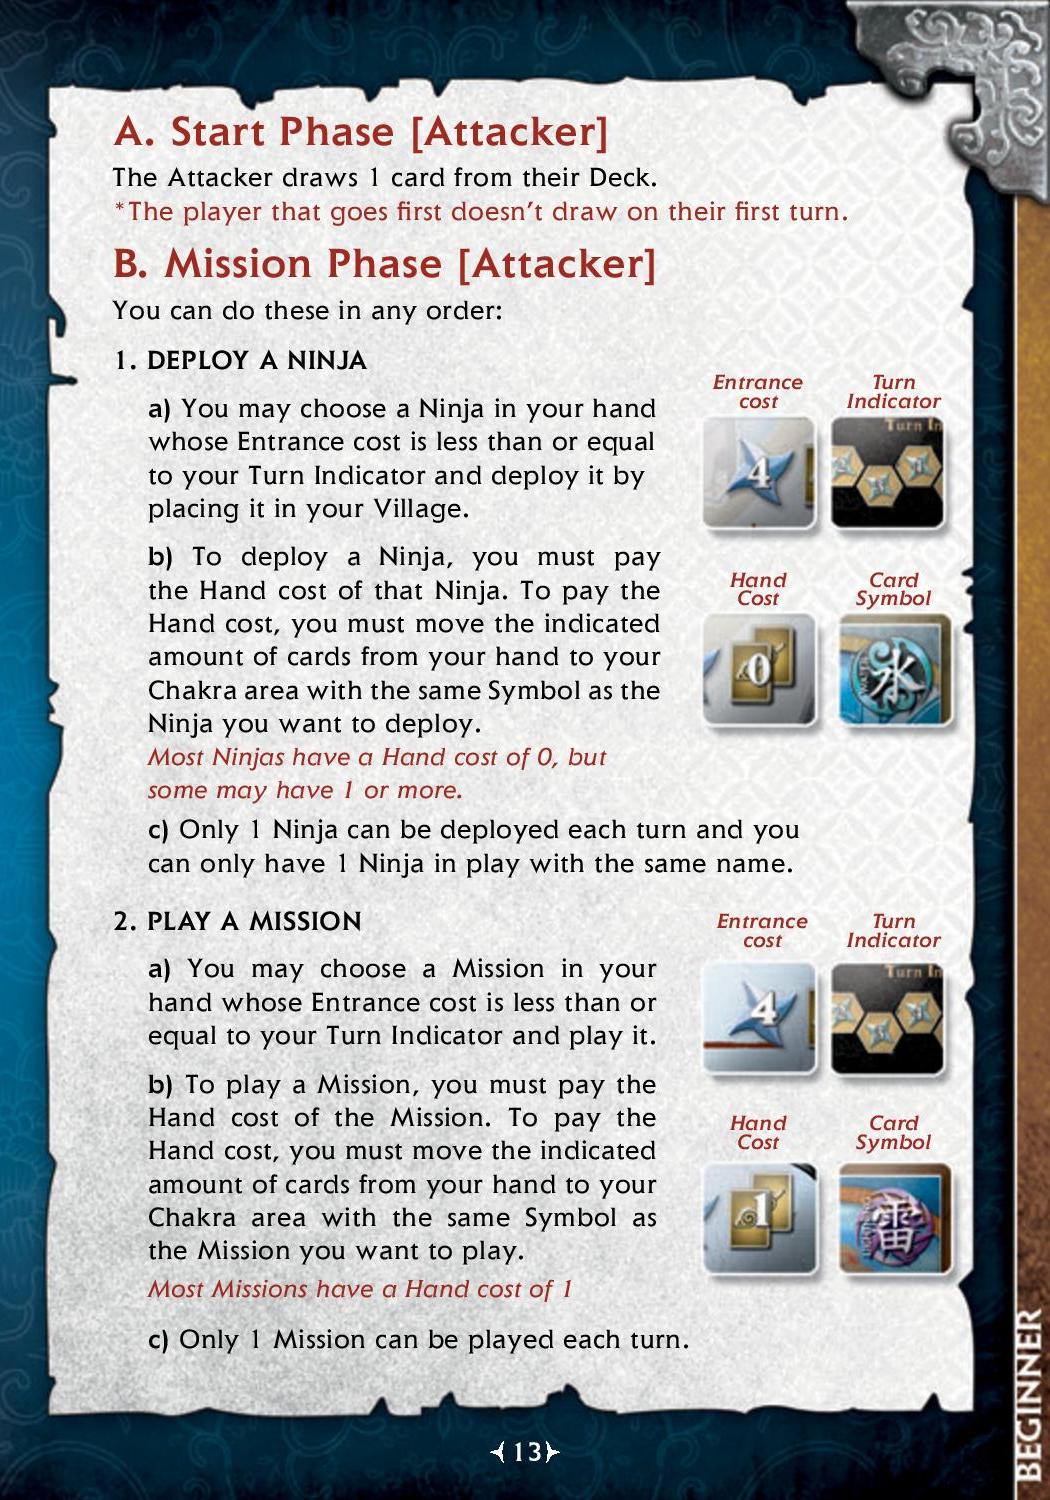 A. Start Phase [Attacker]
The Attacker draws 1 card from their Deck.
*The player that goes first doesn't draw on their first turn.
B. Mission Phase [Attacker]
You can do these in any order:
1. DEPLOY A NINJA
a) You may choose a Ninja in your hand
whose Entrance cost is less than or equal
to your Turn Indicator and deploy it by
placing it in your Village.
Entrance
cost
Turn
Indicator
4
Turn In
b) To deploy a Ninja, you must pay
the Hand cost of that Ninja. To pay the
Hand cost, you must move the indicated
amount of cards from your hand to your
Chakra area with the same Symbol as the
Ninja you want to deploy.
Most Ninjas have a Hand cost of 0, but
some may have 1 or more.
Hand
Cost
Card
Symbol
0
水
c) Only 1 Ninja can be deployed each turn and you
can only have 1 Ninja in play with the same name.
2. PLAY A MISSION
a) You may choose a Mission in your
hand whose Entrance cost is less than or
equal to your Turn Indicator and play it.
Entrance
cost
Turn
Indicator
4
Turn In
b) To play a Mission, you must pay the
Hand cost of the Mission. To pay the
Hand cost, you must move the indicated
amount of cards from your hand to your
Chakra area with the same Symbol as
the Mission you want to play.
Most Missions have a Hand cost of 1
Hand
Cost
Card
Symbol
1
雷
c) Only 1 Mission can be played each turn.
13
BEGINNER